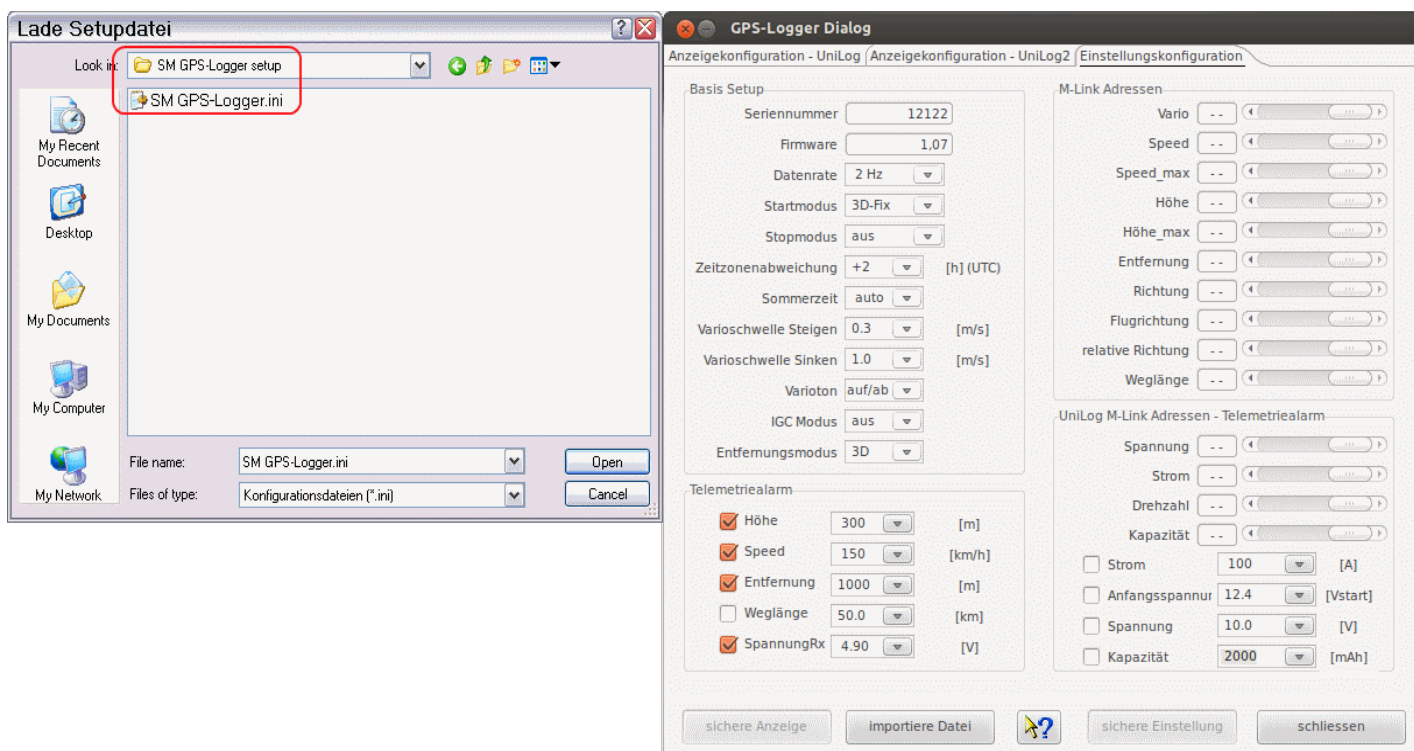 Lade Setupdatei
Look in: SM GPS-Logger setup
SM GPS-Logger.ini
My Recent
Documents
Desktop
My Documents
My Computer
My Network
File name: SM GPS-Logger.ini Open
Files of type: Konfigurationsdateien (*.ini) Cancel
GPS-Logger Dialog
Anzeigekonfiguration - UniLog Anzeigekonfiguration - UniLog2 Einstellungskonfiguration
Basis Setup
Seriennummer 12122
Firmware 1,07
Datenrate 2 Hz
Startmodus 3D-Fix
Stopmodus aus
Zeitzonenabweichung +2 [h] (UTC)
Sommerzeit auto
Varioschwelle Steigen 0.3 [m/s]
Varioschwelle Sinken 1.0 [m/s]
Varioton auf/ab
IGC Modus aus
Entfernungsmodus 3D
Telemetriealarm
Höhe 300 [m]
Speed 150 [km/h]
Entfernung 1000 [m]
Weglänge 50.0 [km]
SpannungRx 4.90 [V]
M-Link Adressen
Vario - -
Speed - -
Speed_max - -
Höhe - -
Höhe_max - -
Entfernung - -
Richtung - -
Flugrichtung - -
relative Richtung - -
Weglänge - -
UniLog M-Link Adressen - Telemetriealarm
Spannung - -
Strom - -
Drehzahl - -
Kapazität - -
Strom 100 [A]
Anfangsspannur 12.4 [Vstart]
Spannung 10.0 [V]
Kapazität 2000 [mAh]
sichere Anzeige importiere Datei sichere Einstellung schliessen